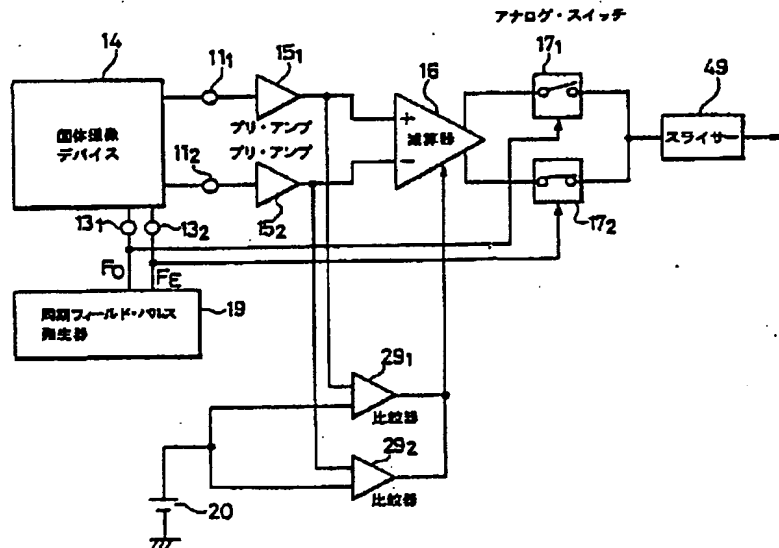 アナログ・スイッチ
14
11₁
15₁
16
17₁
49
固体撮像
デバイス
プリ・アンプ
プリ・アンプ
+
減算器
−
スライサー
11₂
15₂
17₂
13₁
13₂
FO
FE
同期フィールド・パルス
発生器
19
29₁
比較器
29₂
比較器
20